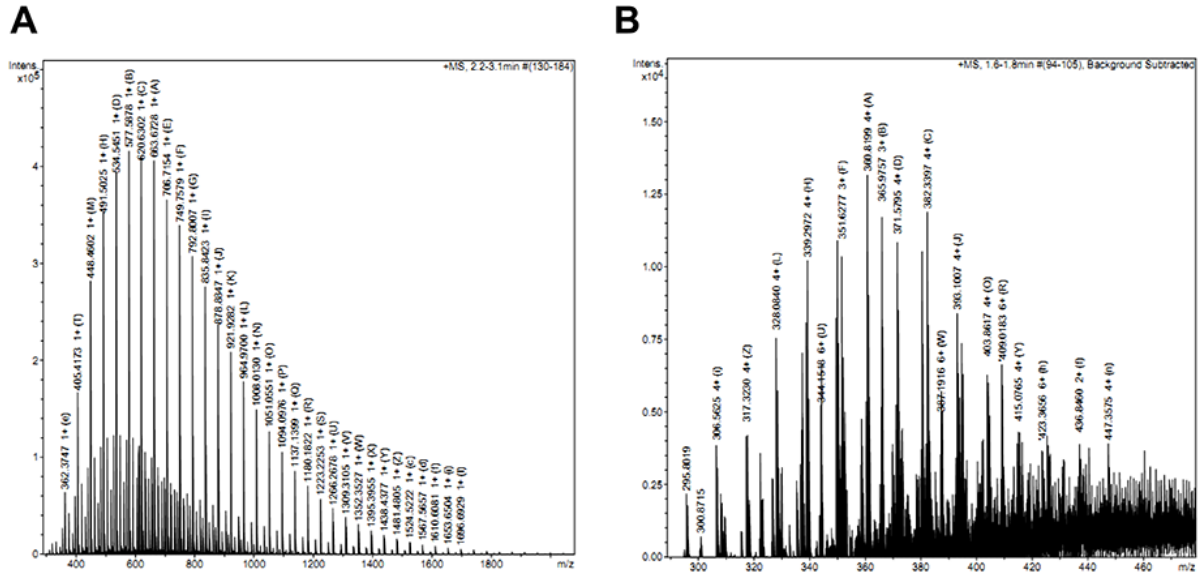 A
Intens.
x10⁵
+MS, 2.2-3.1min #(130-184)
362.3747 1+ (e)
405.4173 1+ (T)
448.4602 1+ (M)
491.5025 1+ (H)
534.5451 1+ (D)
577.5878 1+ (B)
620.6302 1+ (C)
663.6728 1+ (A)
706.7154 1+ (E)
749.7579 1+ (F)
792.8007 1+ (G)
835.8423 1+ (I)
878.8847 1+ (J)
921.9282 1+ (K)
964.9700 1+ (L)
1008.0130 1+ (N)
1051.0551 1+ (O)
1094.0976 1+ (P)
1137.1399 1+ (Q)
1180.1822 1+ (R)
1223.2253 1+ (S)
1266.2678 1+ (U)
1309.3105 1+ (V)
1352.3527 1+ (W)
1395.3955 1+ (X)
1438.4377 1+ (Y)
1481.4805 1+ (Z)
1524.522 1+ (c)
1567.5657 1+ (d)
1610.6081 1+ (f)
1653.6504 1+ (j)
1696.6929 1+ (l)
4
3
2
1
0
400 600 800 1000 1200 1400 1600 1800 m/z
B
Intens.
x10⁴
+MS, 1.6-1.8min #(94-105), Background Subtracted
295.8019
300.8715
306.5625 4+ (i)
317.3230 4+ (Z)
328.0840 4+ (L)
339.2972 4+ (H)
344.1518 6+ (U)
351.6277 3+ (F)
360.8199 4+ (A)
365.9757 3+ (B)
371.5795 4+ (D)
382.3397 4+ (C)
387.1916 6+ (W)
393.1007 4+ (J)
403.8617 4+ (O)
409.0183 6+ (R)
415.0765 4+ (Y)
423.3656 6+ (h)
436.8460 2+ (f)
447.3575 4+ (n)
1.50
1.25
1.00
0.75
0.50
0.25
0.00
300 320 340 360 380 400 420 440 460 m/z